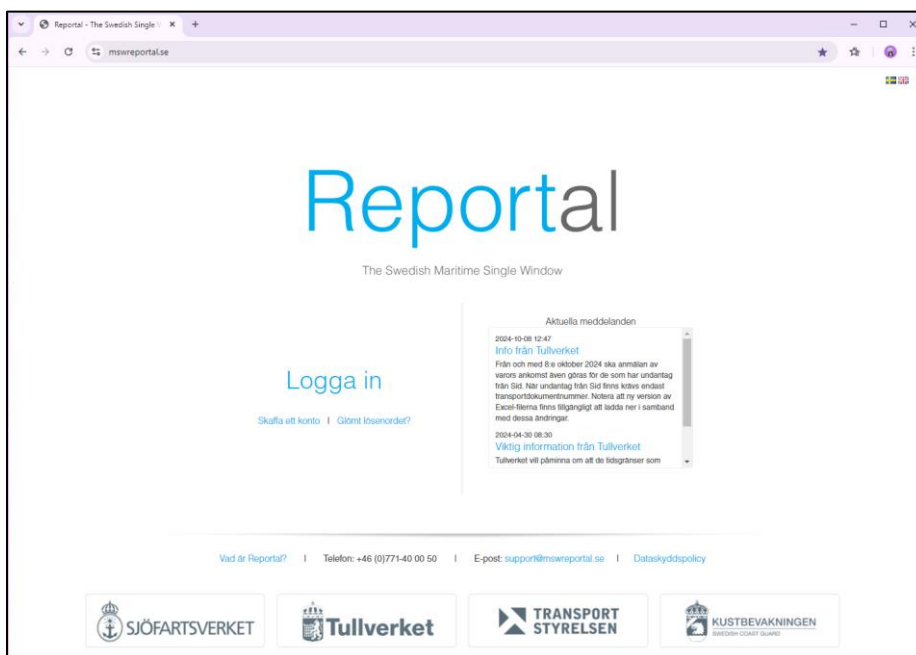 Reportal - The Swedish Single
mswreportal.se
Reportal
The Swedish Maritime Single Window
Logga in
Skaffa ett konto | Glömt lösenordet?
Aktuella meddelanden
2024-10-08 12:47
Info från Tullverket
Från och med 8:e oktober 2024 ska anmälan av
varors ankomst även göras för de som har undantag
från Sid. När undantag från Sid finns krävs endast
transportdokumentnummer. Notera att ny version av
Excel-filerna finns tillgängligt att ladda ner i samband
med dessa ändringar.
2024-04-30 08:30
Viktig information från Tullverket
Tullverket vill påminna om att de tidsgränser som
Vad är Reportal? | Telefon: +46 (0)771-40 00 50 | E-post: support@mswreportal.se | Dataskyddspolicy
SJÖFARTSVERKET
Tullverket
TRANSPORT
STYRELSEN
KUSTBEVAKNINGEN
SWEDISH COAST GUARD